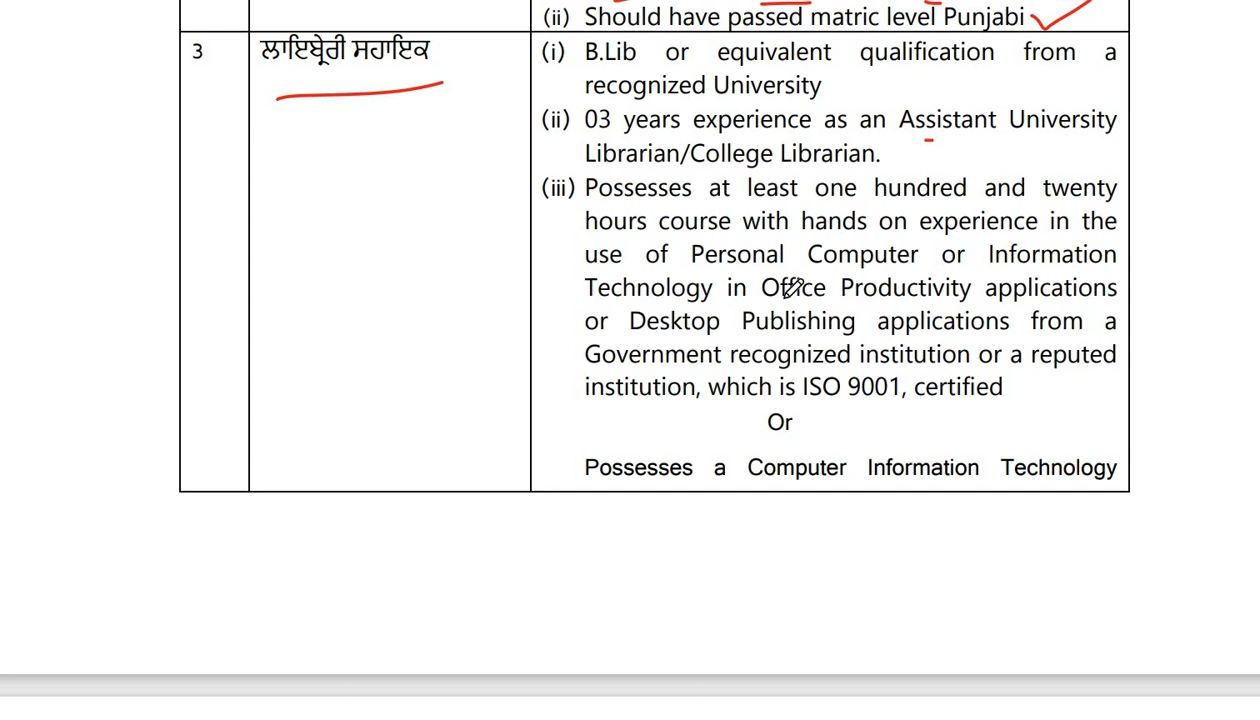 (ii) Should have passed matric level Punjabi
3 ਲਾਇਬ੍ਰੇਰੀ ਸਹਾਇਕ (i) B.Lib or equivalent qualification from a
recognized University
(ii) 03 years experience as an Assistant University
Librarian/College Librarian.
(iii) Possesses at least one hundred and twenty
hours course with hands on experience in the
use of Personal Computer or Information
Technology in Office Productivity applications
or Desktop Publishing applications from a
Government recognized institution or a reputed
institution, which is ISO 9001, certified
Or
Possesses a Computer Information Technology